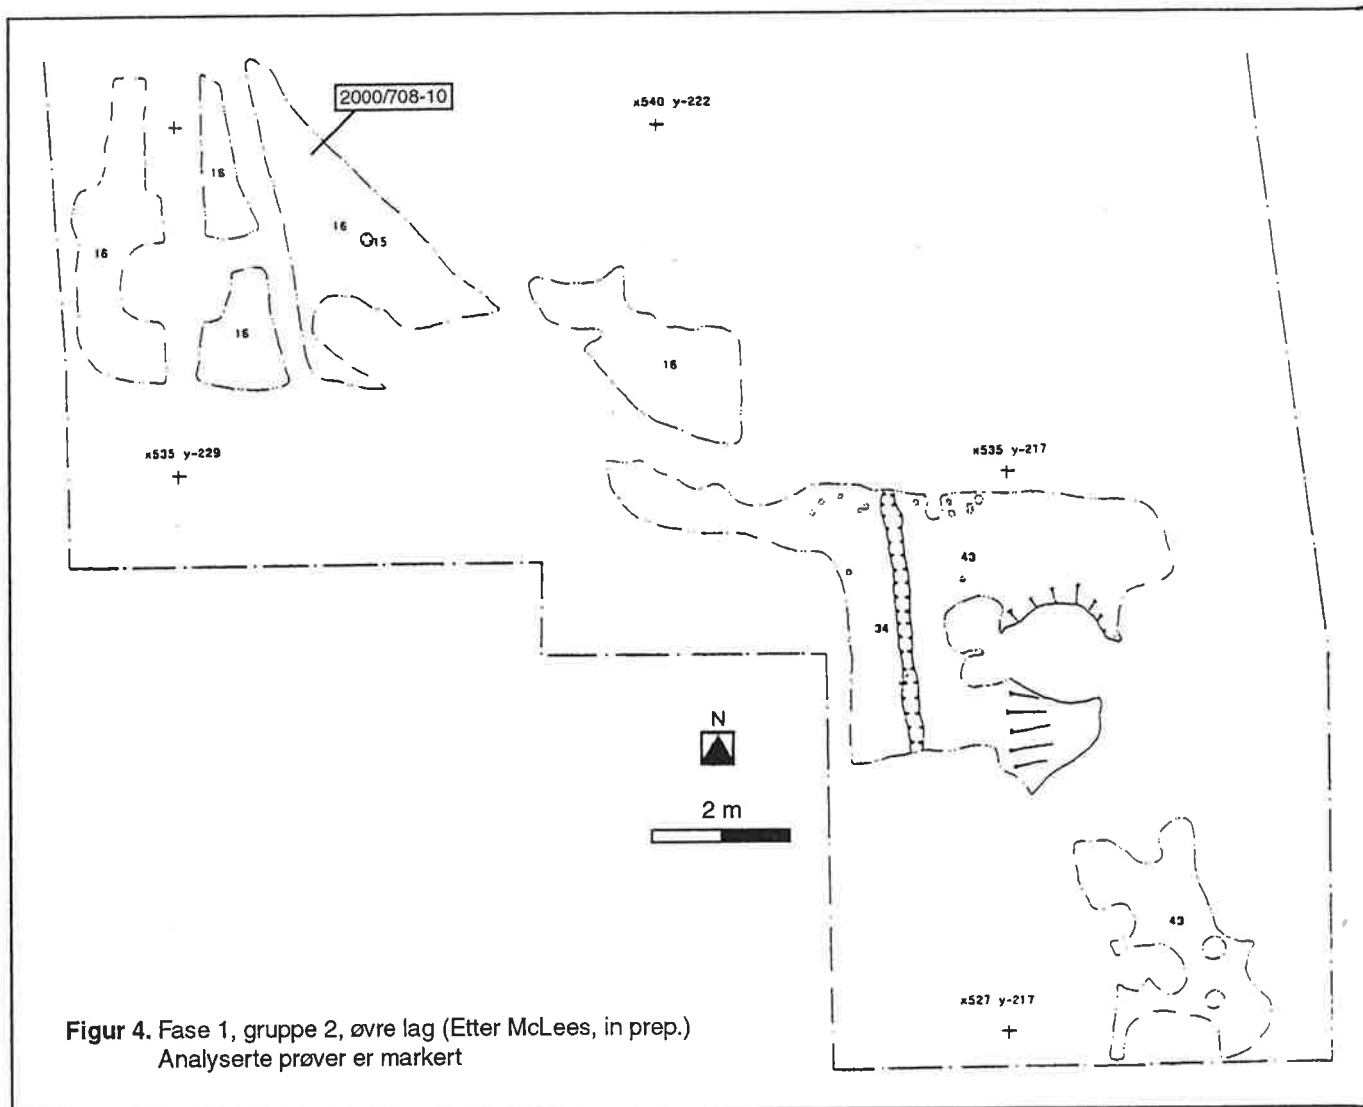 2000/708-10
x540 y-222
16
16
15
16
16
16
x535 y-229
x535 y-217
43
34
N
2 m
43
x527 y-217
Figur 4. Fase 1, gruppe 2, øvre lag (Etter McLees, in prep.)
Analyserte prøver er markert